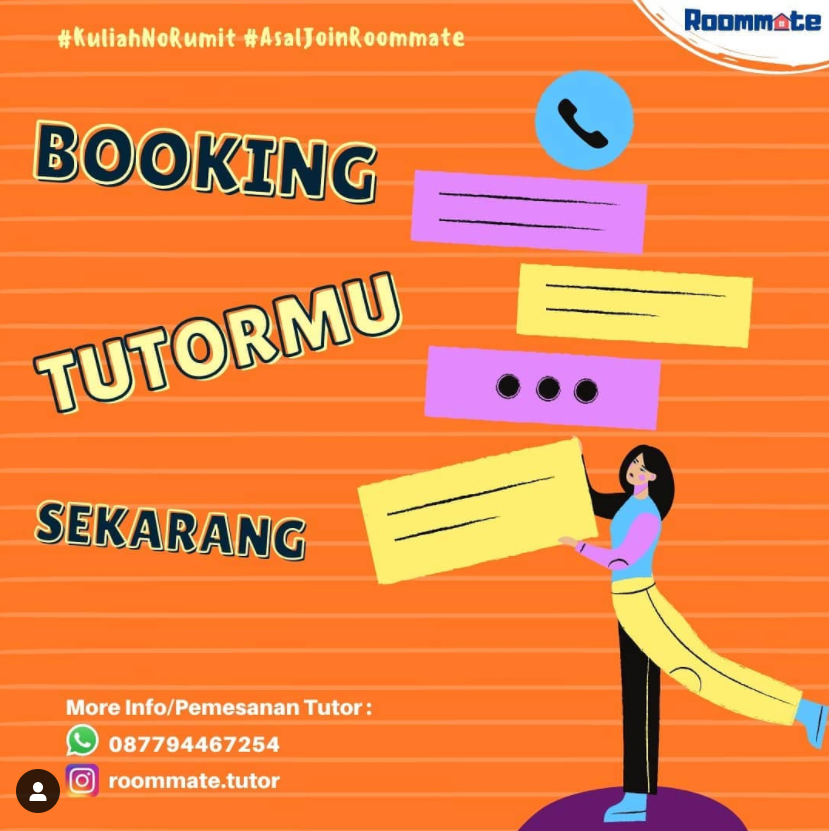 #KuliahNoRumit #AsalJoinRoommate
Roommate
BOOKING
TUTORMU
SEKARANG
More Info/Pemesanan Tutor :
087794467254
roommate.tutor